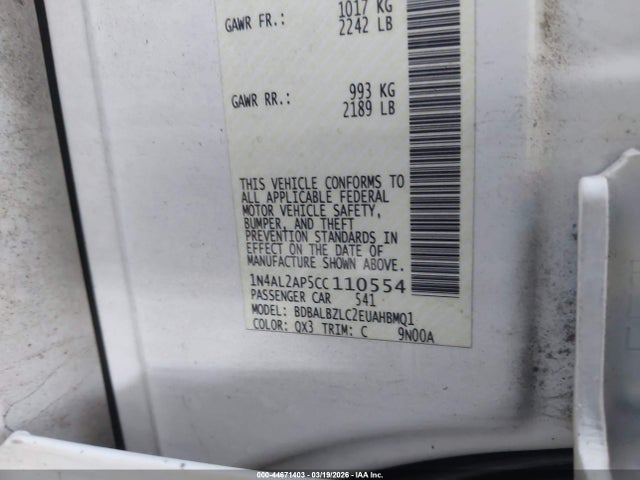 GAWR FR.: 1017 KG
2242 LB
GAWR RR.: 993 KG
2189 LB
THIS VEHICLE CONFORMS TO
ALL APPLICABLE FEDERAL
MOTOR VEHICLE SAFETY,
BUMPER, AND THEFT
PREVENTION STANDARDS IN
EFFECT ON THE DATE OF
MANUFACTURE SHOWN ABOVE.
1N4AL2AP5CC110554
PASSENGER CAR 541
MODEL: BDBALBZLC2EUAHBMQ1
COLOR: QX3 TRIM: C 9N00A
000-44671403 - 03/19/2026 - IAA Inc.